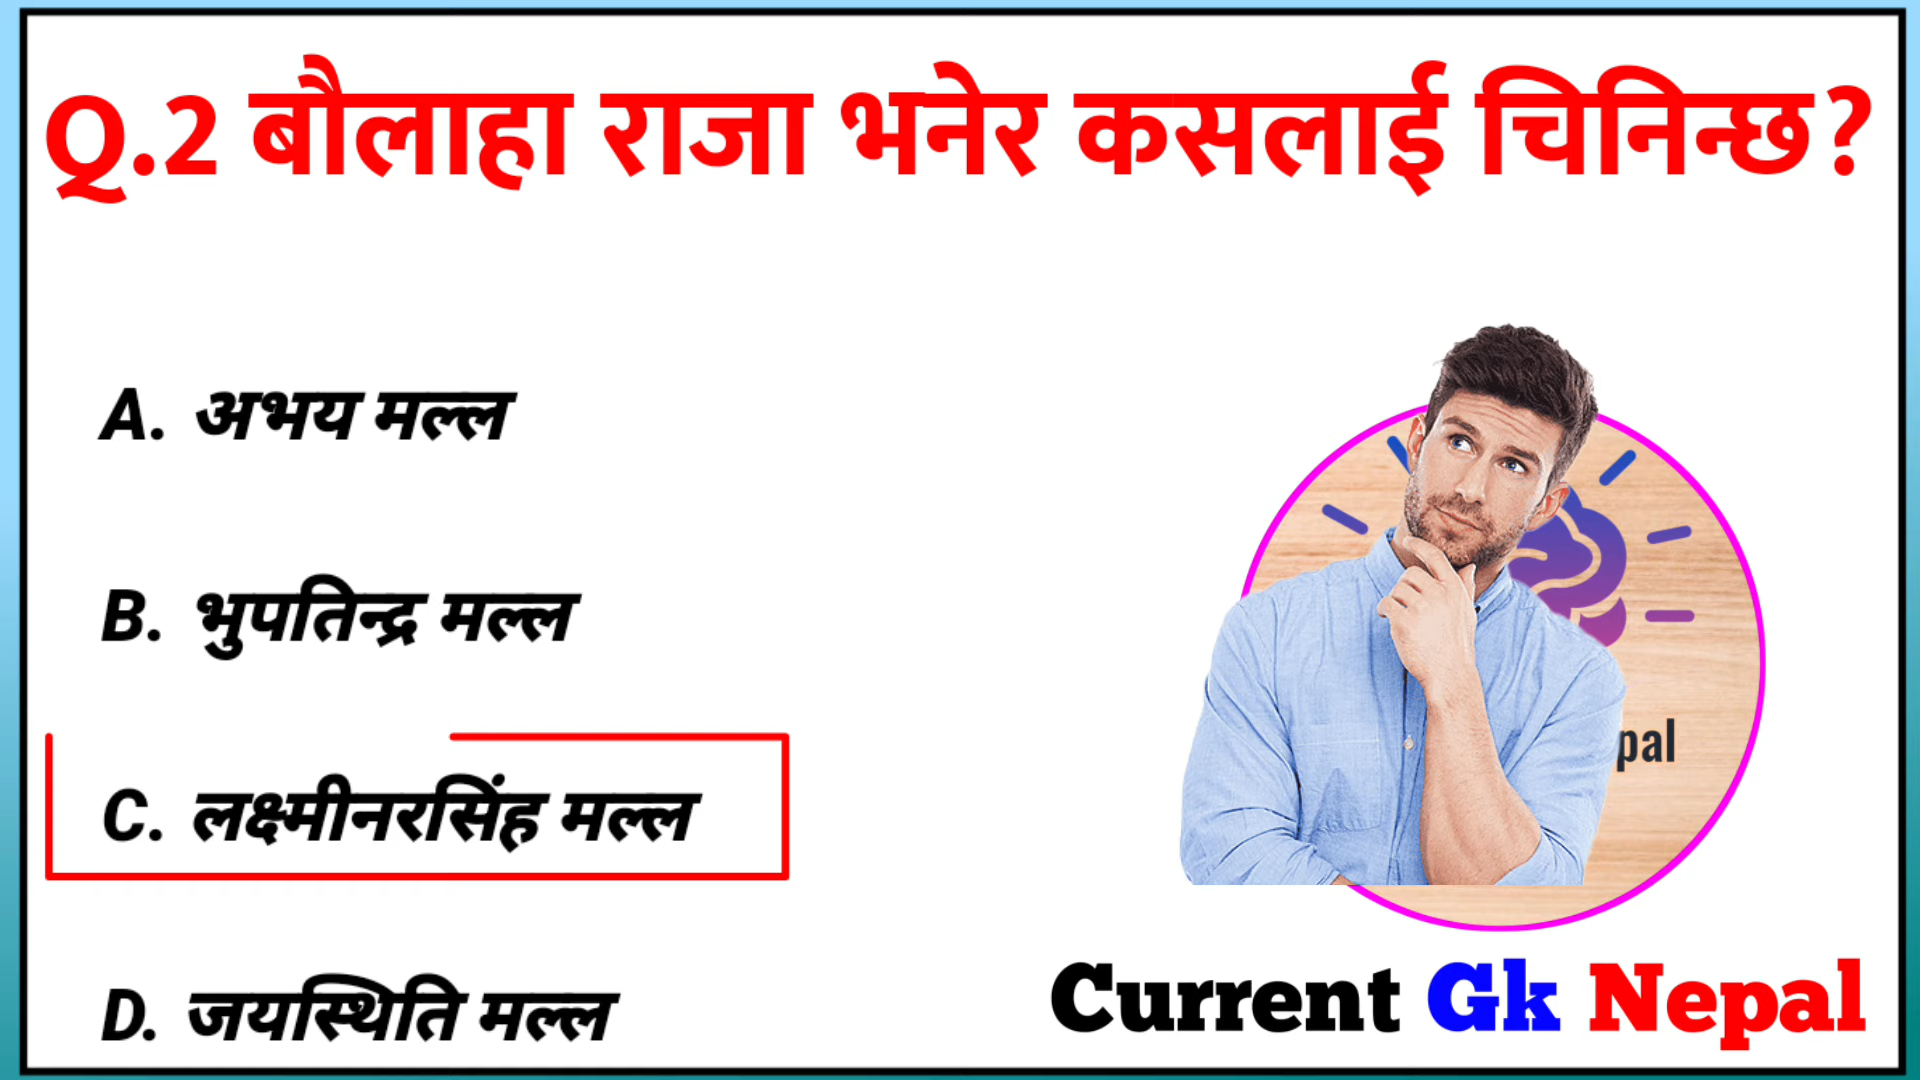 Q.2 बौलाहा राजा भनेर कसलाई चिनिन्छ?
A. अभय मल्ल
B. भुपतिन्द्र मल्ल
C. लक्ष्मीनरसिंह मल्ल
D. जयस्थिति मल्ल
pal
Current Gk Nepal